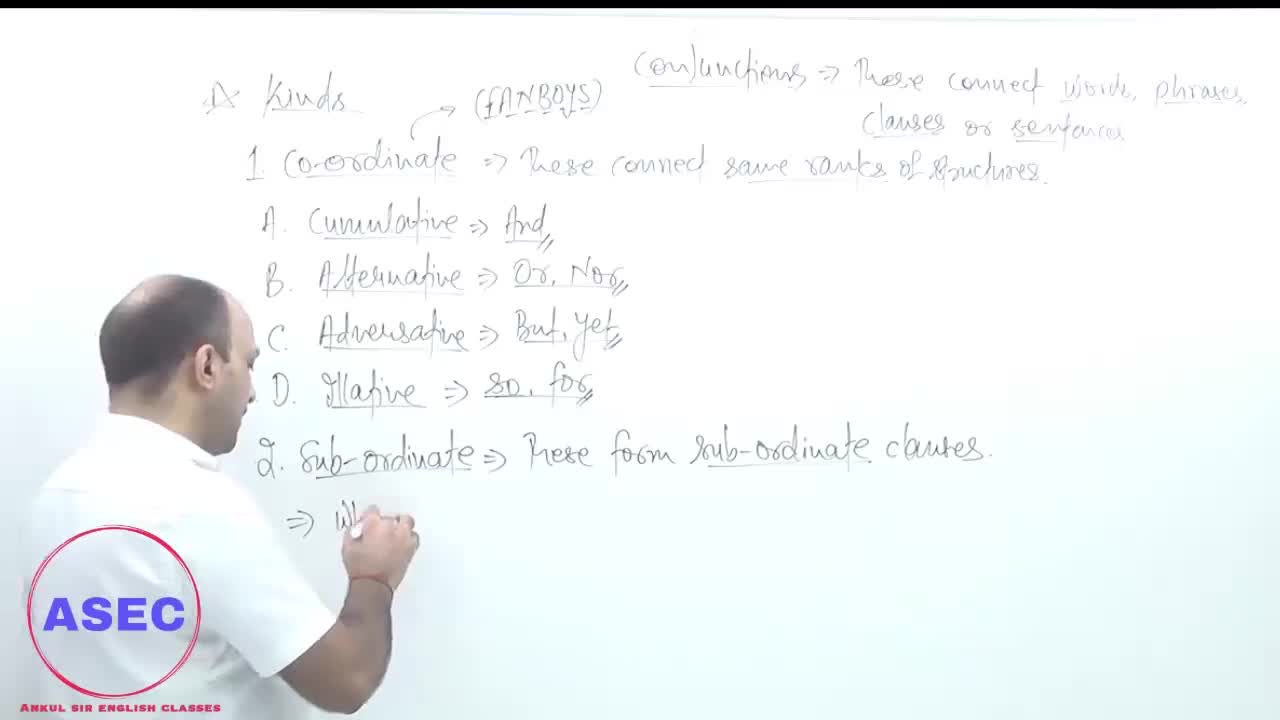 Conjunctions => These connect words, phrases,
clauses or sentences
Kinds
(FANBOYS)
1. Co-ordinate => These connect same ranks of structures.
A. Cumulative => And
B. Alternative => Or, Nor
C. Adversative => But, yet
D. Illative => so, for
2. Sub-ordinate => These form sub-ordinate clauses.
=> Wh
ASEC
ANKUL SIR ENGLISH CLASSES